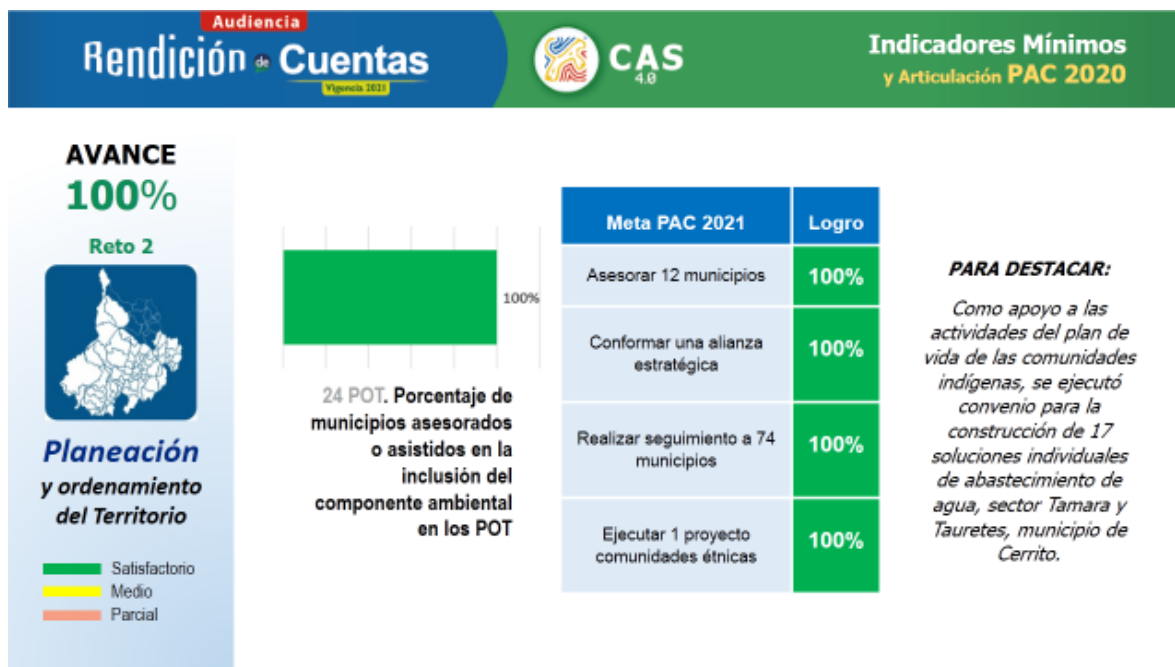 Audiencia
Rendición de Cuentas
Vigencia 2021
CAS
4.0
Indicadores Mínimos
y Articulación PAC 2020
AVANCE
100%
Reto 2
Planeación
y ordenamiento
del Territorio
Satisfactorio
Medio
Parcial
100%
24 POT. Porcentaje de
municipios asesorados
o asistidos en la
inclusión del
componente ambiental
en los POT
Meta PAC 2021 Logro
Asesorar 12 municipios 100%
Conformar una alianza
estratégica 100%
Realizar seguimiento a 74
municipios 100%
Ejecutar 1 proyecto
comunidades étnicas 100%
PARA DESTACAR:
Como apoyo a las
actividades del plan de
vida de las comunidades
indígenas, se ejecutó
convenio para la
construcción de 17
soluciones individuales
de abastecimiento de
agua, sector Tamara y
Tauretes, municipio de
Cerrito.